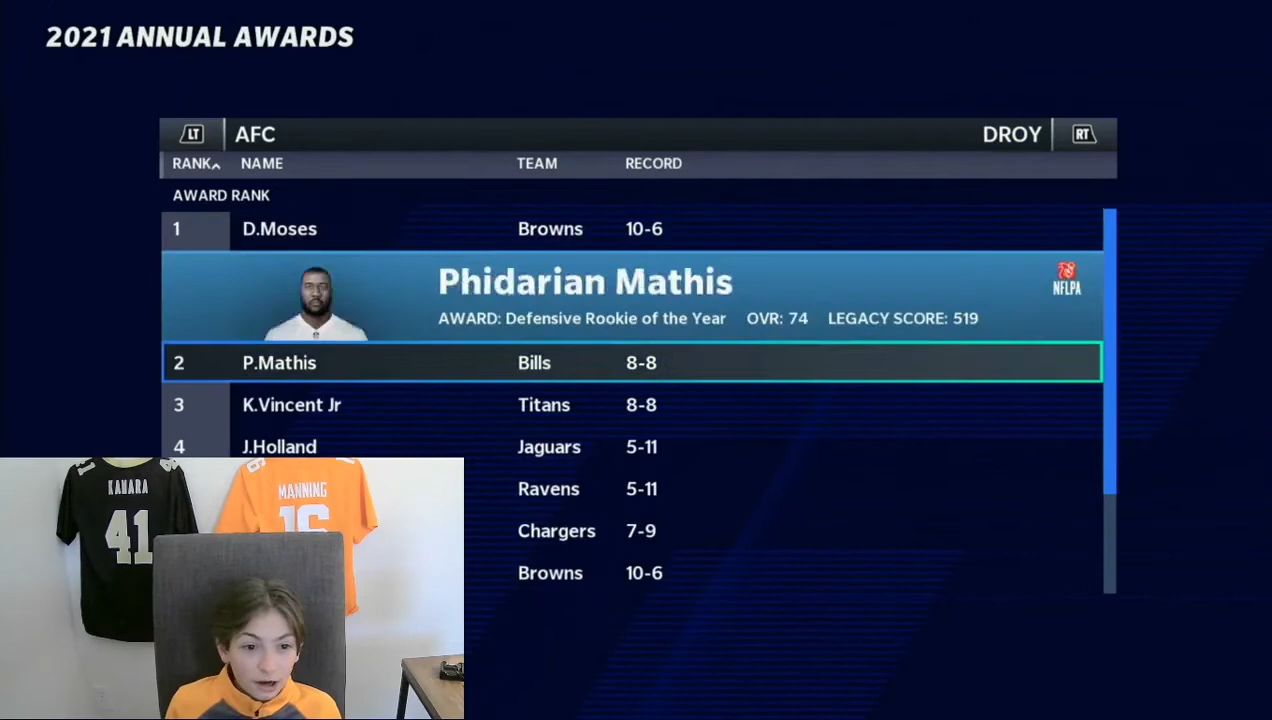 2021 ANNUAL AWARDS
LT AFC DROY RT
RANK NAME TEAM RECORD
AWARD RANK
1 D.Moses Browns 10-6
Phidarian Mathis
NFLPA
AWARD: Defensive Rookie of the Year OVR: 74 LEGACY SCORE: 519
2 P.Mathis Bills 8-8
3 K.Vincent Jr Titans 8-8
4 J.Holland Jaguars 5-11
Ravens 5-11
Chargers 7-9
Browns 10-6
41
KAMARA
41
16
MANNING
16